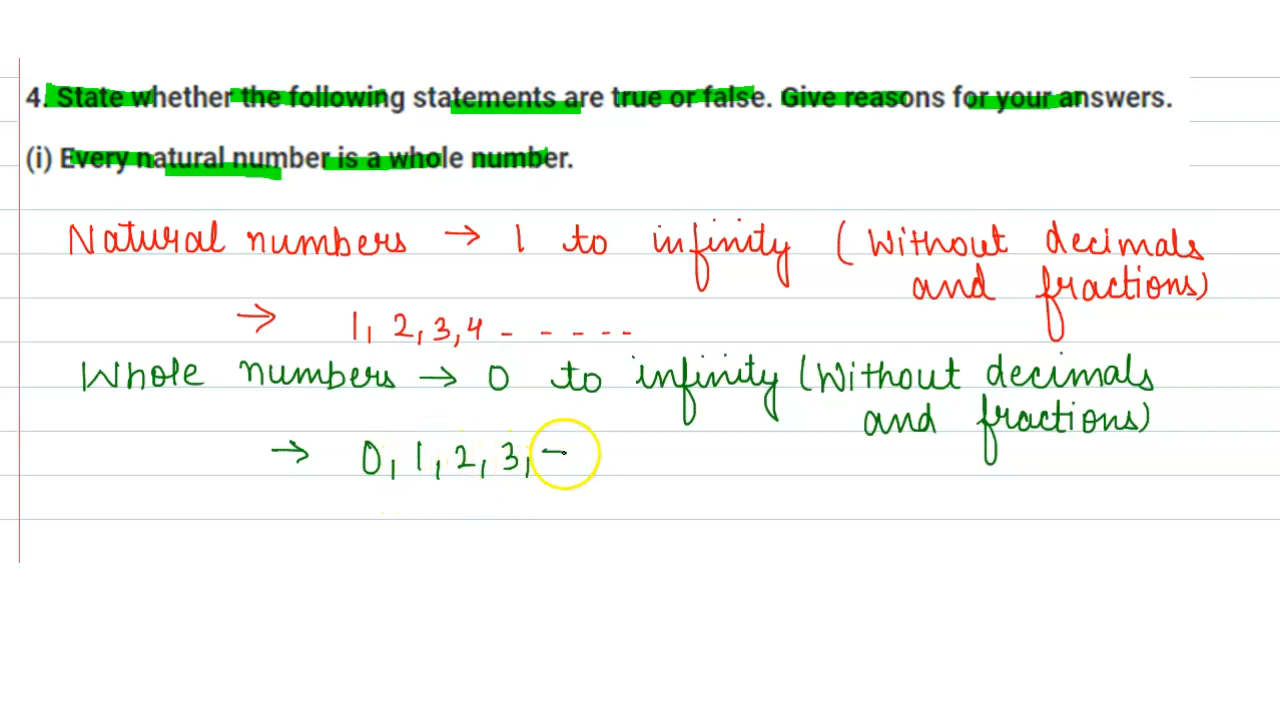 4. State whether the following statements are true or false. Give reasons for your answers.
(i) Every natural number is a whole number.
Natural numbers → 1 to infinity (Without decimals
and fractions)
→ 1, 2, 3, 4 - - - - -
Whole numbers → 0 to infinity (Without decimals
and fractions)
→ 0, 1, 2, 3, -